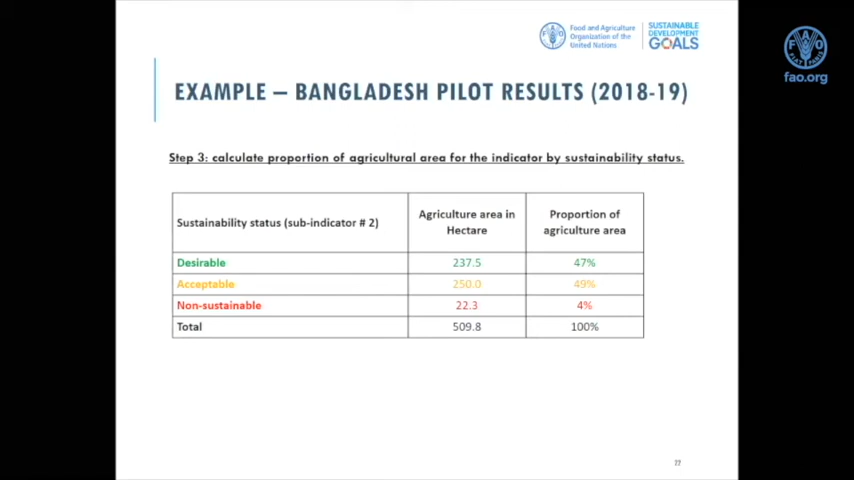 Food and Agriculture
Organization of the
United Nations
SUSTAINABLE
DEVELOPMENT
GOALS
fao.org
EXAMPLE – BANGLADESH PILOT RESULTS (2018-19)
Step 3: calculate proportion of agricultural area for the indicator by sustainability status.
Sustainability status (sub-indicator # 2)
Agriculture area in
Hectare
Proportion of
agriculture area
Desirable 237.5 47%
Acceptable 250.0 49%
Non-sustainable 22.3 4%
Total 509.8 100%
77